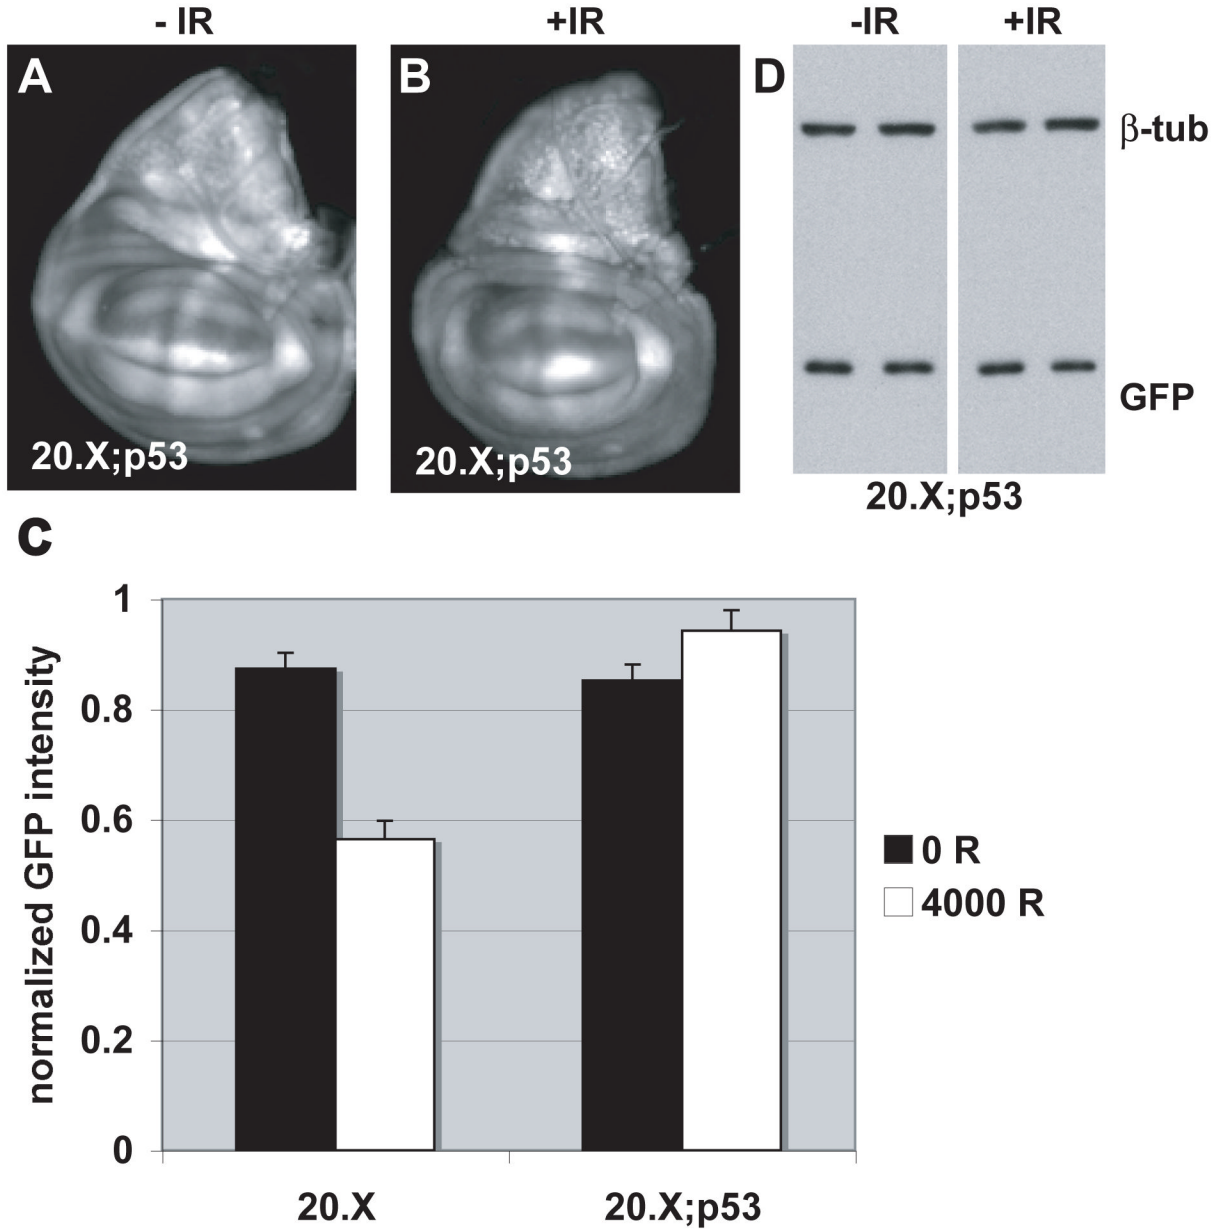 - IR
+IR
-IR
+IR
A
B
D
β-tub
GFP
20.X;p53
20.X;p53
20.X;p53
C
normalized GFP intensity
1
0.8
0.6
0.4
0.2
0
0 R
4000 R
20.X
20.X;p53